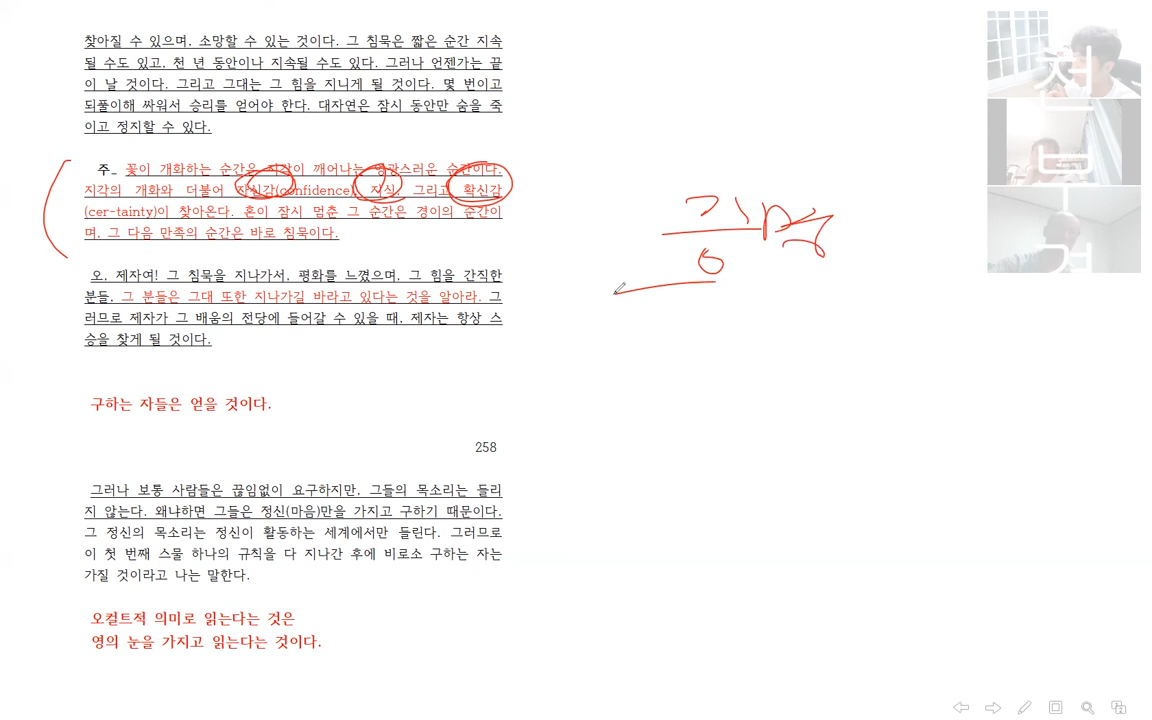 찾아질 수 있으며, 소망할 수 있는 것이다. 그 침묵은 짧은 순간 지속
될 수도 있고, 천 년 동안이나 지속될 수도 있다. 그러나 언젠가는 끝
이 날 것이다. 그리고 그대는 그 힘을 지니게 될 것이다. 몇 번이고
되풀이해 싸워서 승리를 얻어야 한다. 대자연은 잠시 동안만 숨을 죽
이고 정지할 수 있다.
주_ 꽃이 개화하는 순간은 지각이 깨어나는 영광스러운 순간이다.
지각의 개화와 더불어 자신감(confidence), 지식, 그리고 확신감
(cer-tainty)이 찾아온다. 혼이 잠시 멈춘 그 순간은 경이의 순간이
며, 그 다음 만족의 순간은 바로 침묵이다.
오, 제자여! 그 침묵을 지나가서, 평화를 느꼈으며, 그 힘을 간직한
분들, 그 분들은 그대 또한 지나가길 바라고 있다는 것을 알아라. 그
러므로 제자가 그 배움의 전당에 들어갈 수 있을 때, 제자는 항상 스
승을 찾게 될 것이다.
구하는 자들은 얻을 것이다.
258
그러나 보통 사람들은 끊임없이 요구하지만, 그들의 목소리는 들리
지 않는다. 왜냐하면 그들은 정신(마음)만을 가지고 구하기 때문이다.
그 정신의 목소리는 정신이 활동하는 세계에서만 들린다. 그러므로
이 첫 번째 스물 하나의 규칙을 다 지나간 후에 비로소 구하는 자는
가질 것이라고 나는 말한다.
오컬트적 의미로 읽는다는 것은
영의 눈을 가지고 읽는다는 것이다.